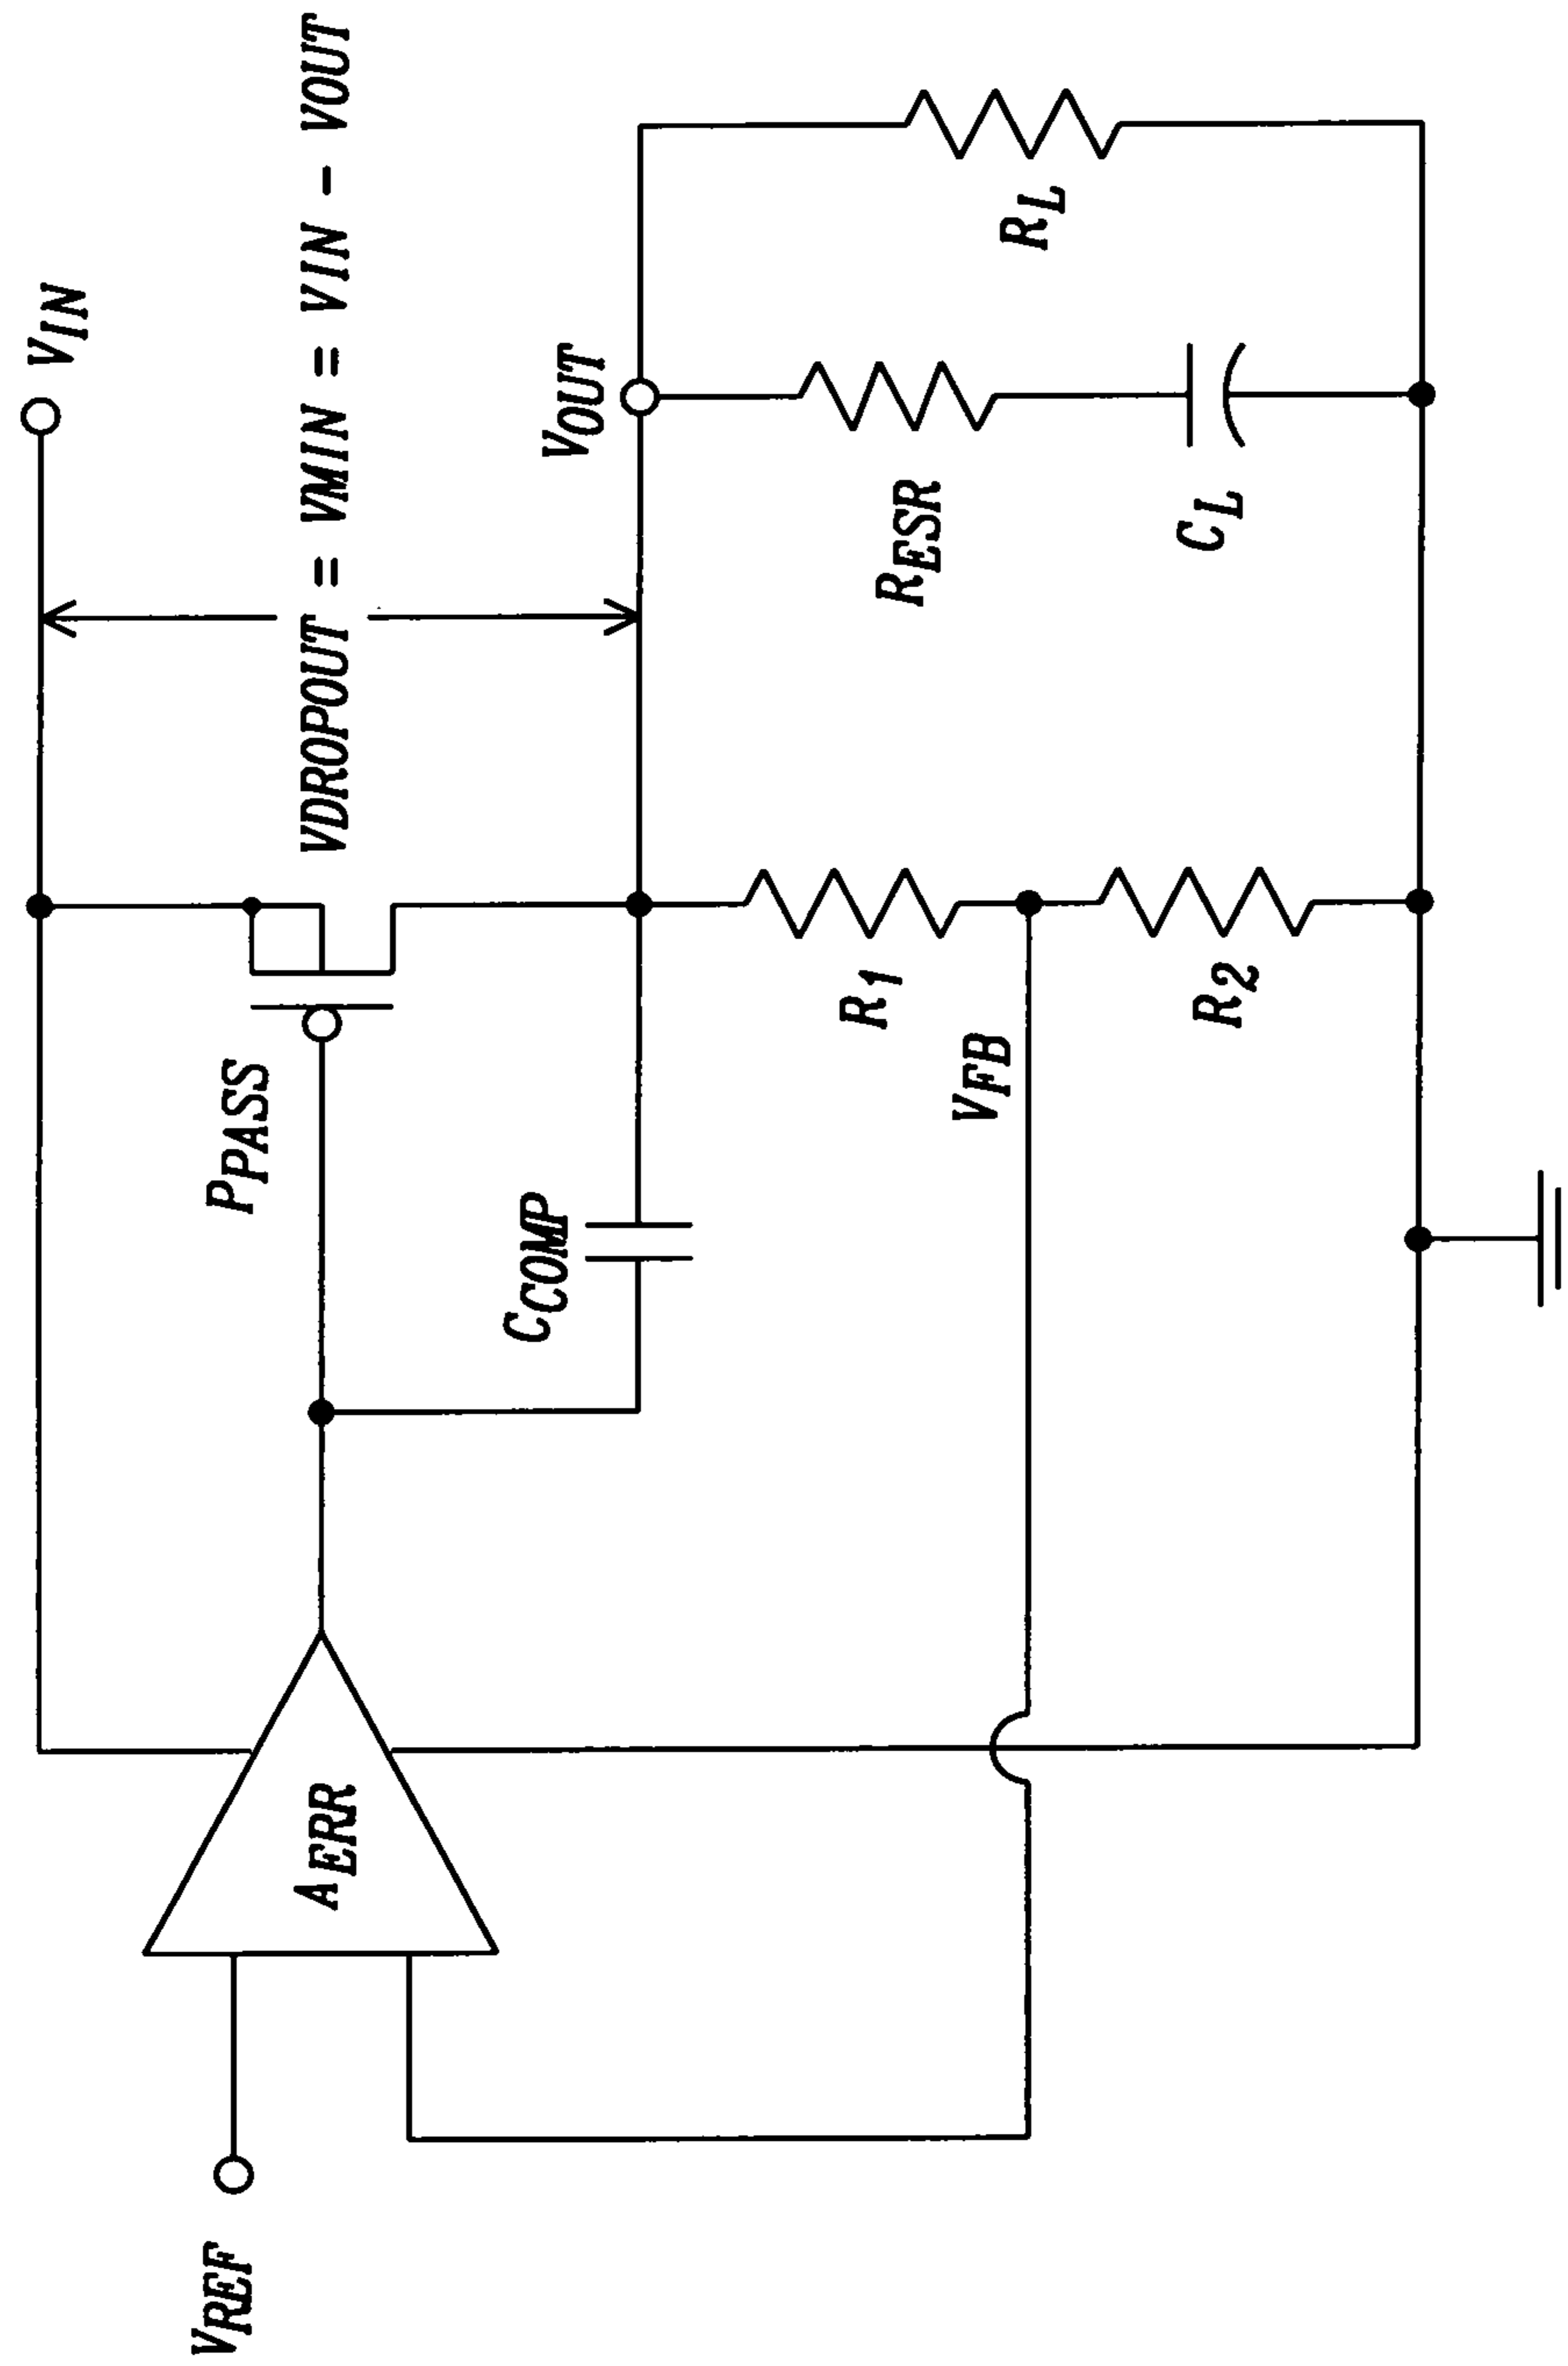 VIN
VDROPOUT = VMIN = VIN - VOUT
PPASS
VOUT
CCOMP
AERR
VREF
R1
RESR
RL
VFB
R2
CL